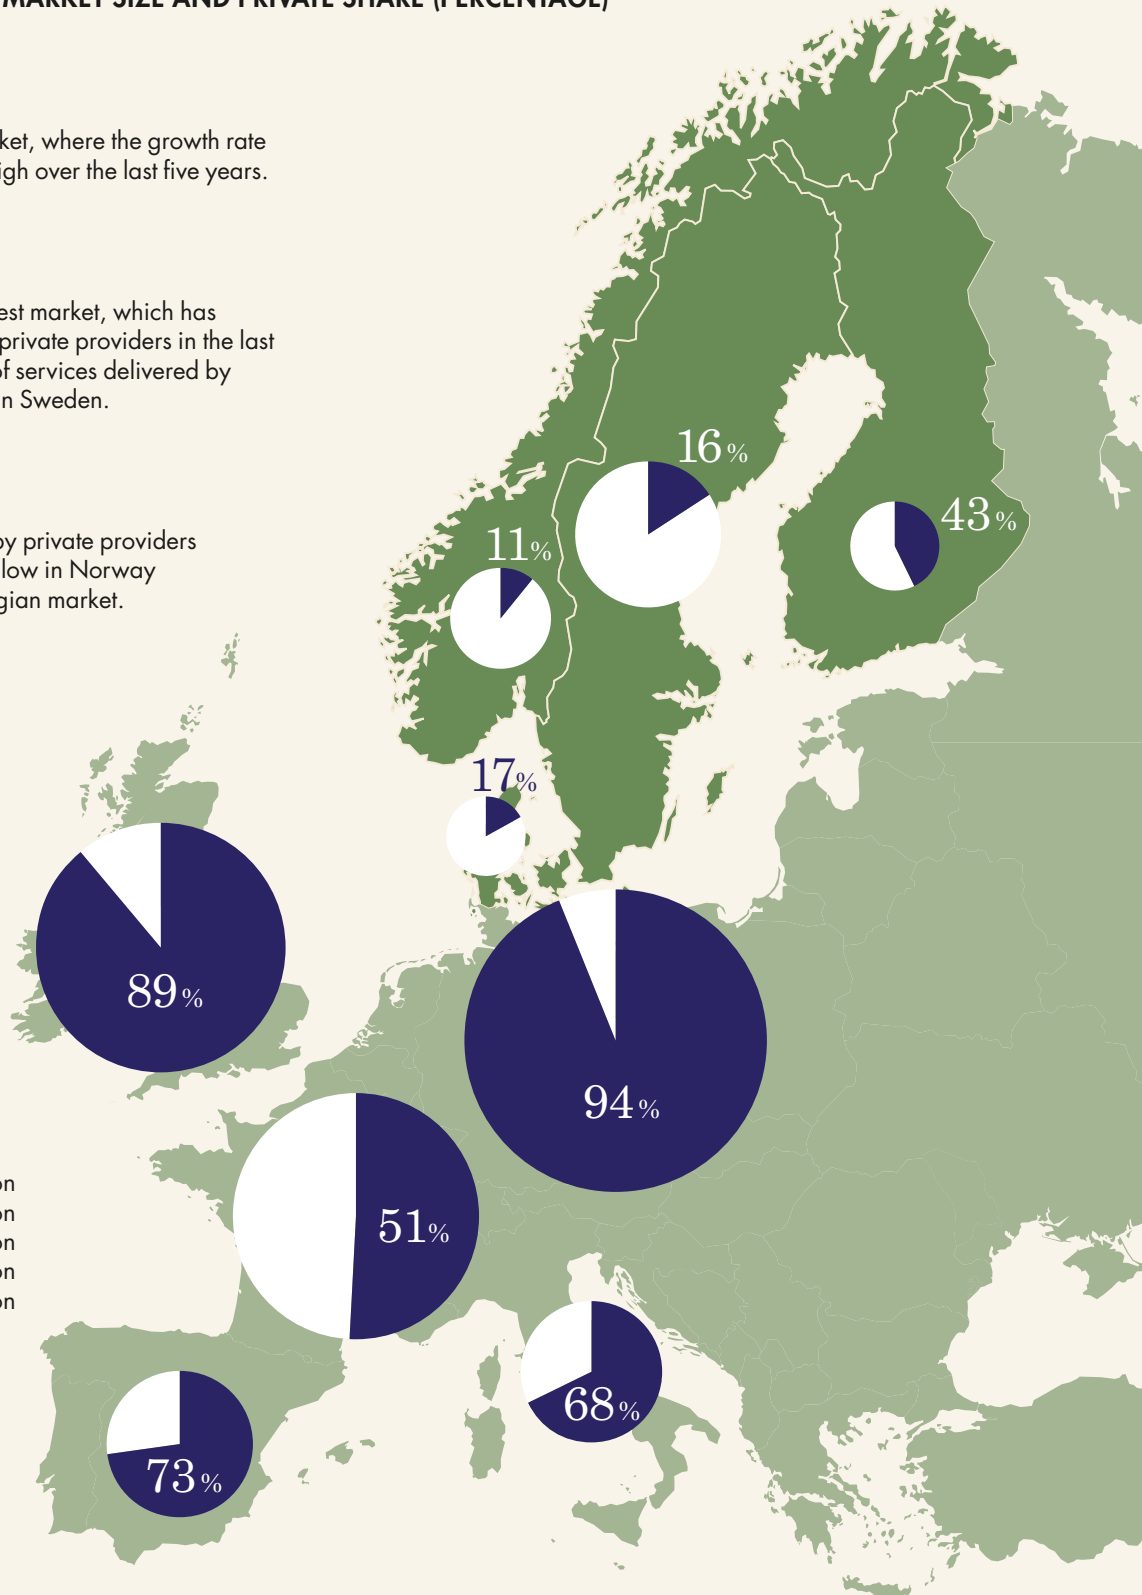 MARKET SIZE AND PRIVATE SHARE (PERCENTAGE)
ket, where the growth rate
igh over the last five years.
est market, which has
private providers in the last
of services delivered by
n Sweden.
by private providers
low in Norway
gian market.
16%
43%
11%
17%
89%
94%
51%
on
on
on
on
on
68%
73%